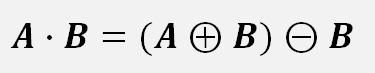 A · B = (A ⊕ B) ⊖ B